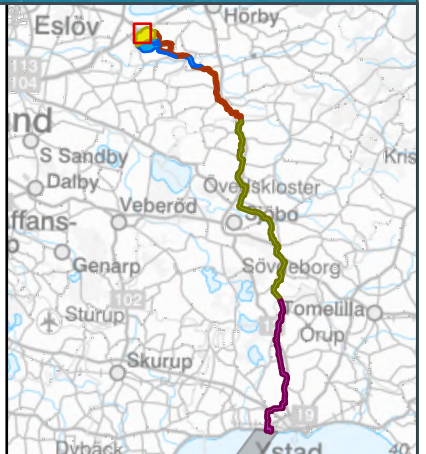 Hörby
Eslöv
113
104
nd
S Sandby
Kris
Dalby
Övedskloster
Veberöd
Sjöbo
ffans-
Genarp
Sövdeborg
102
Sturup
Tomelilla
Örup
Skurup
19
Dybäck
Ystad
40